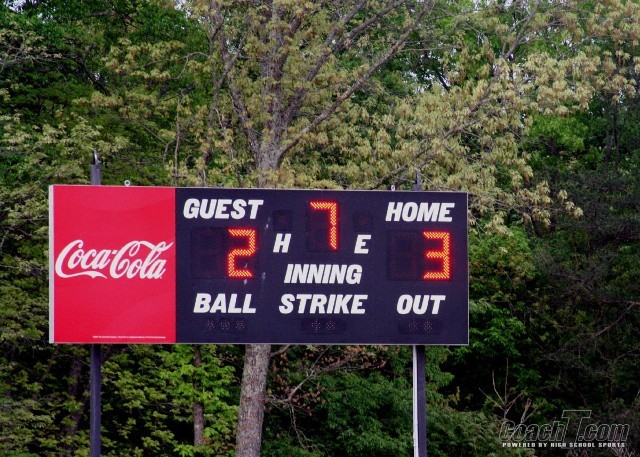 GUEST 7 HOME
Coca-Cola 2 H E 3
INNING
BALL STRIKE OUT
CoachT.com
POWERED BY HIGH SCHOOL SPORTS